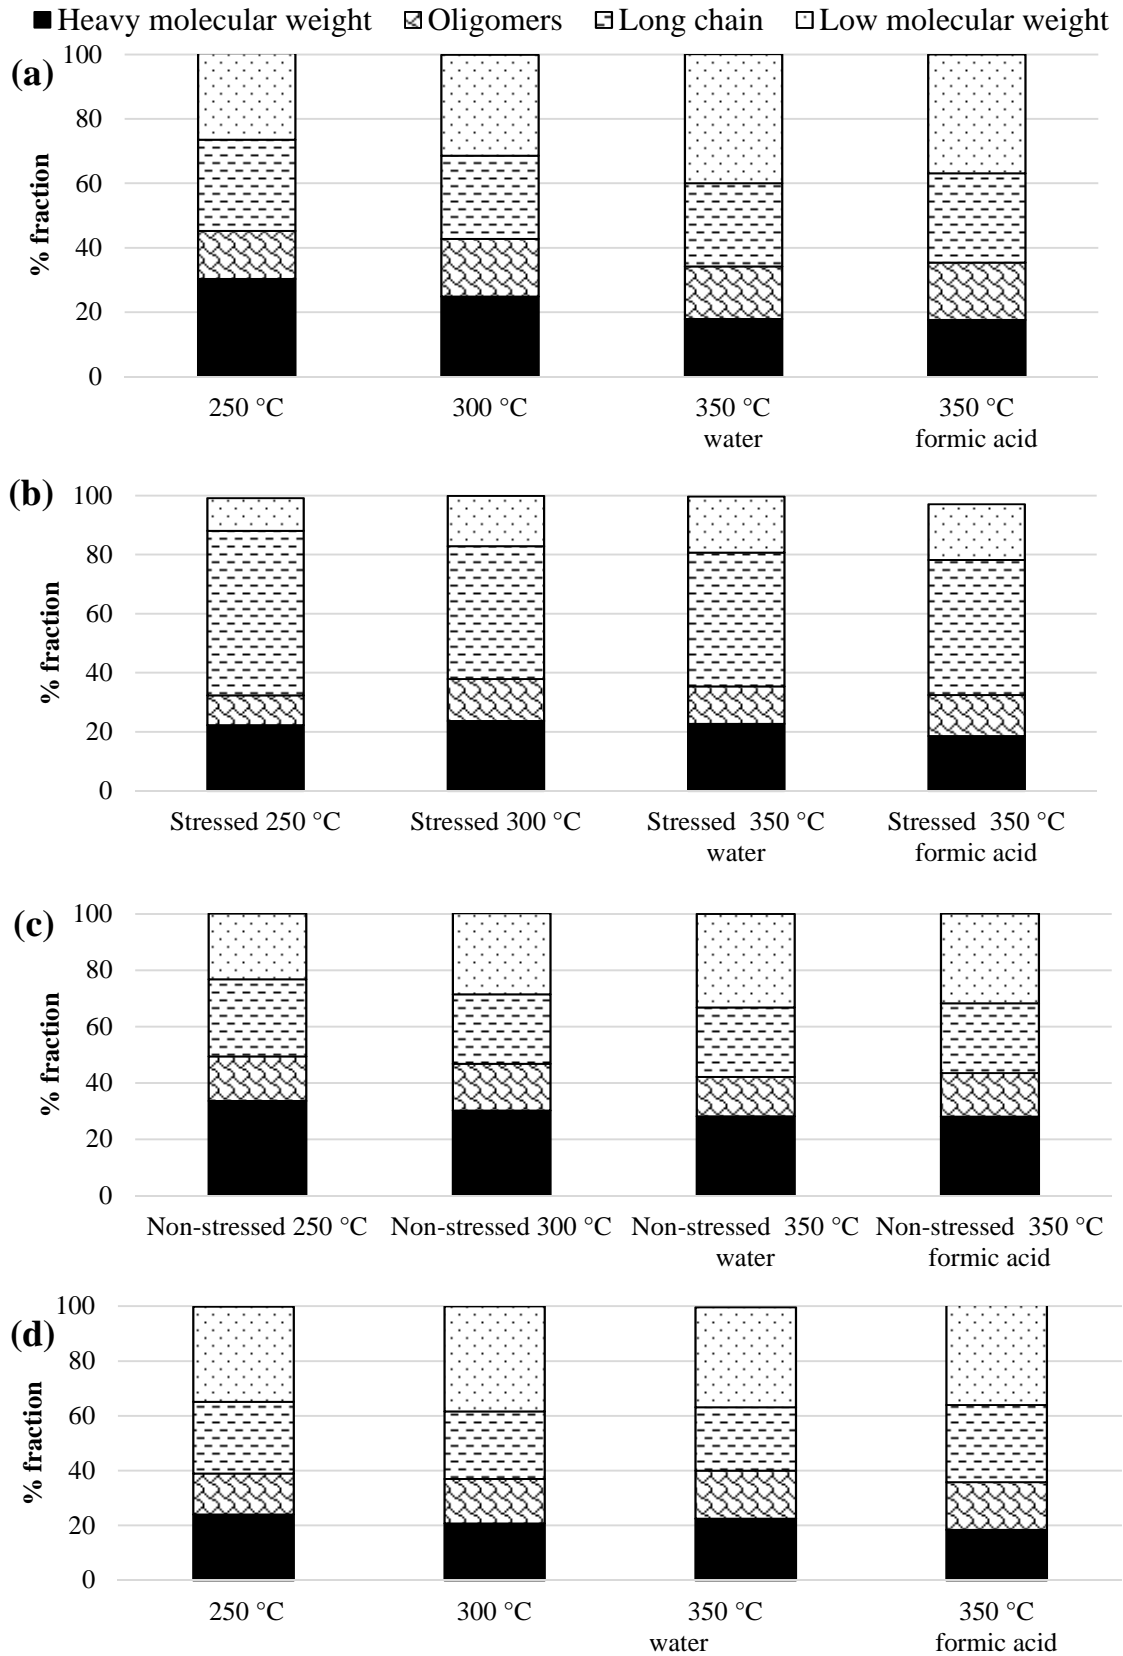 Heavy molecular weight Oligomers Long chain Low molecular weight
(a)
100
80
60
40
20
0
% fraction
250 °C 300 °C 350 °C 350 °C
water formic acid
(b)
100
80
60
40
20
0
% fraction
Stressed 250 °C Stressed 300 °C Stressed 350 °C Stressed 350 °C
water formic acid
(c)
100
80
60
40
20
0
% fraction
Non-stressed 250 °C Non-stressed 300 °C Non-stressed 350 °C Non-stressed 350 °C
water formic acid
(d)
100
80
60
40
20
0
% fraction
250 °C 300 °C 350 °C 350 °C
water formic acid